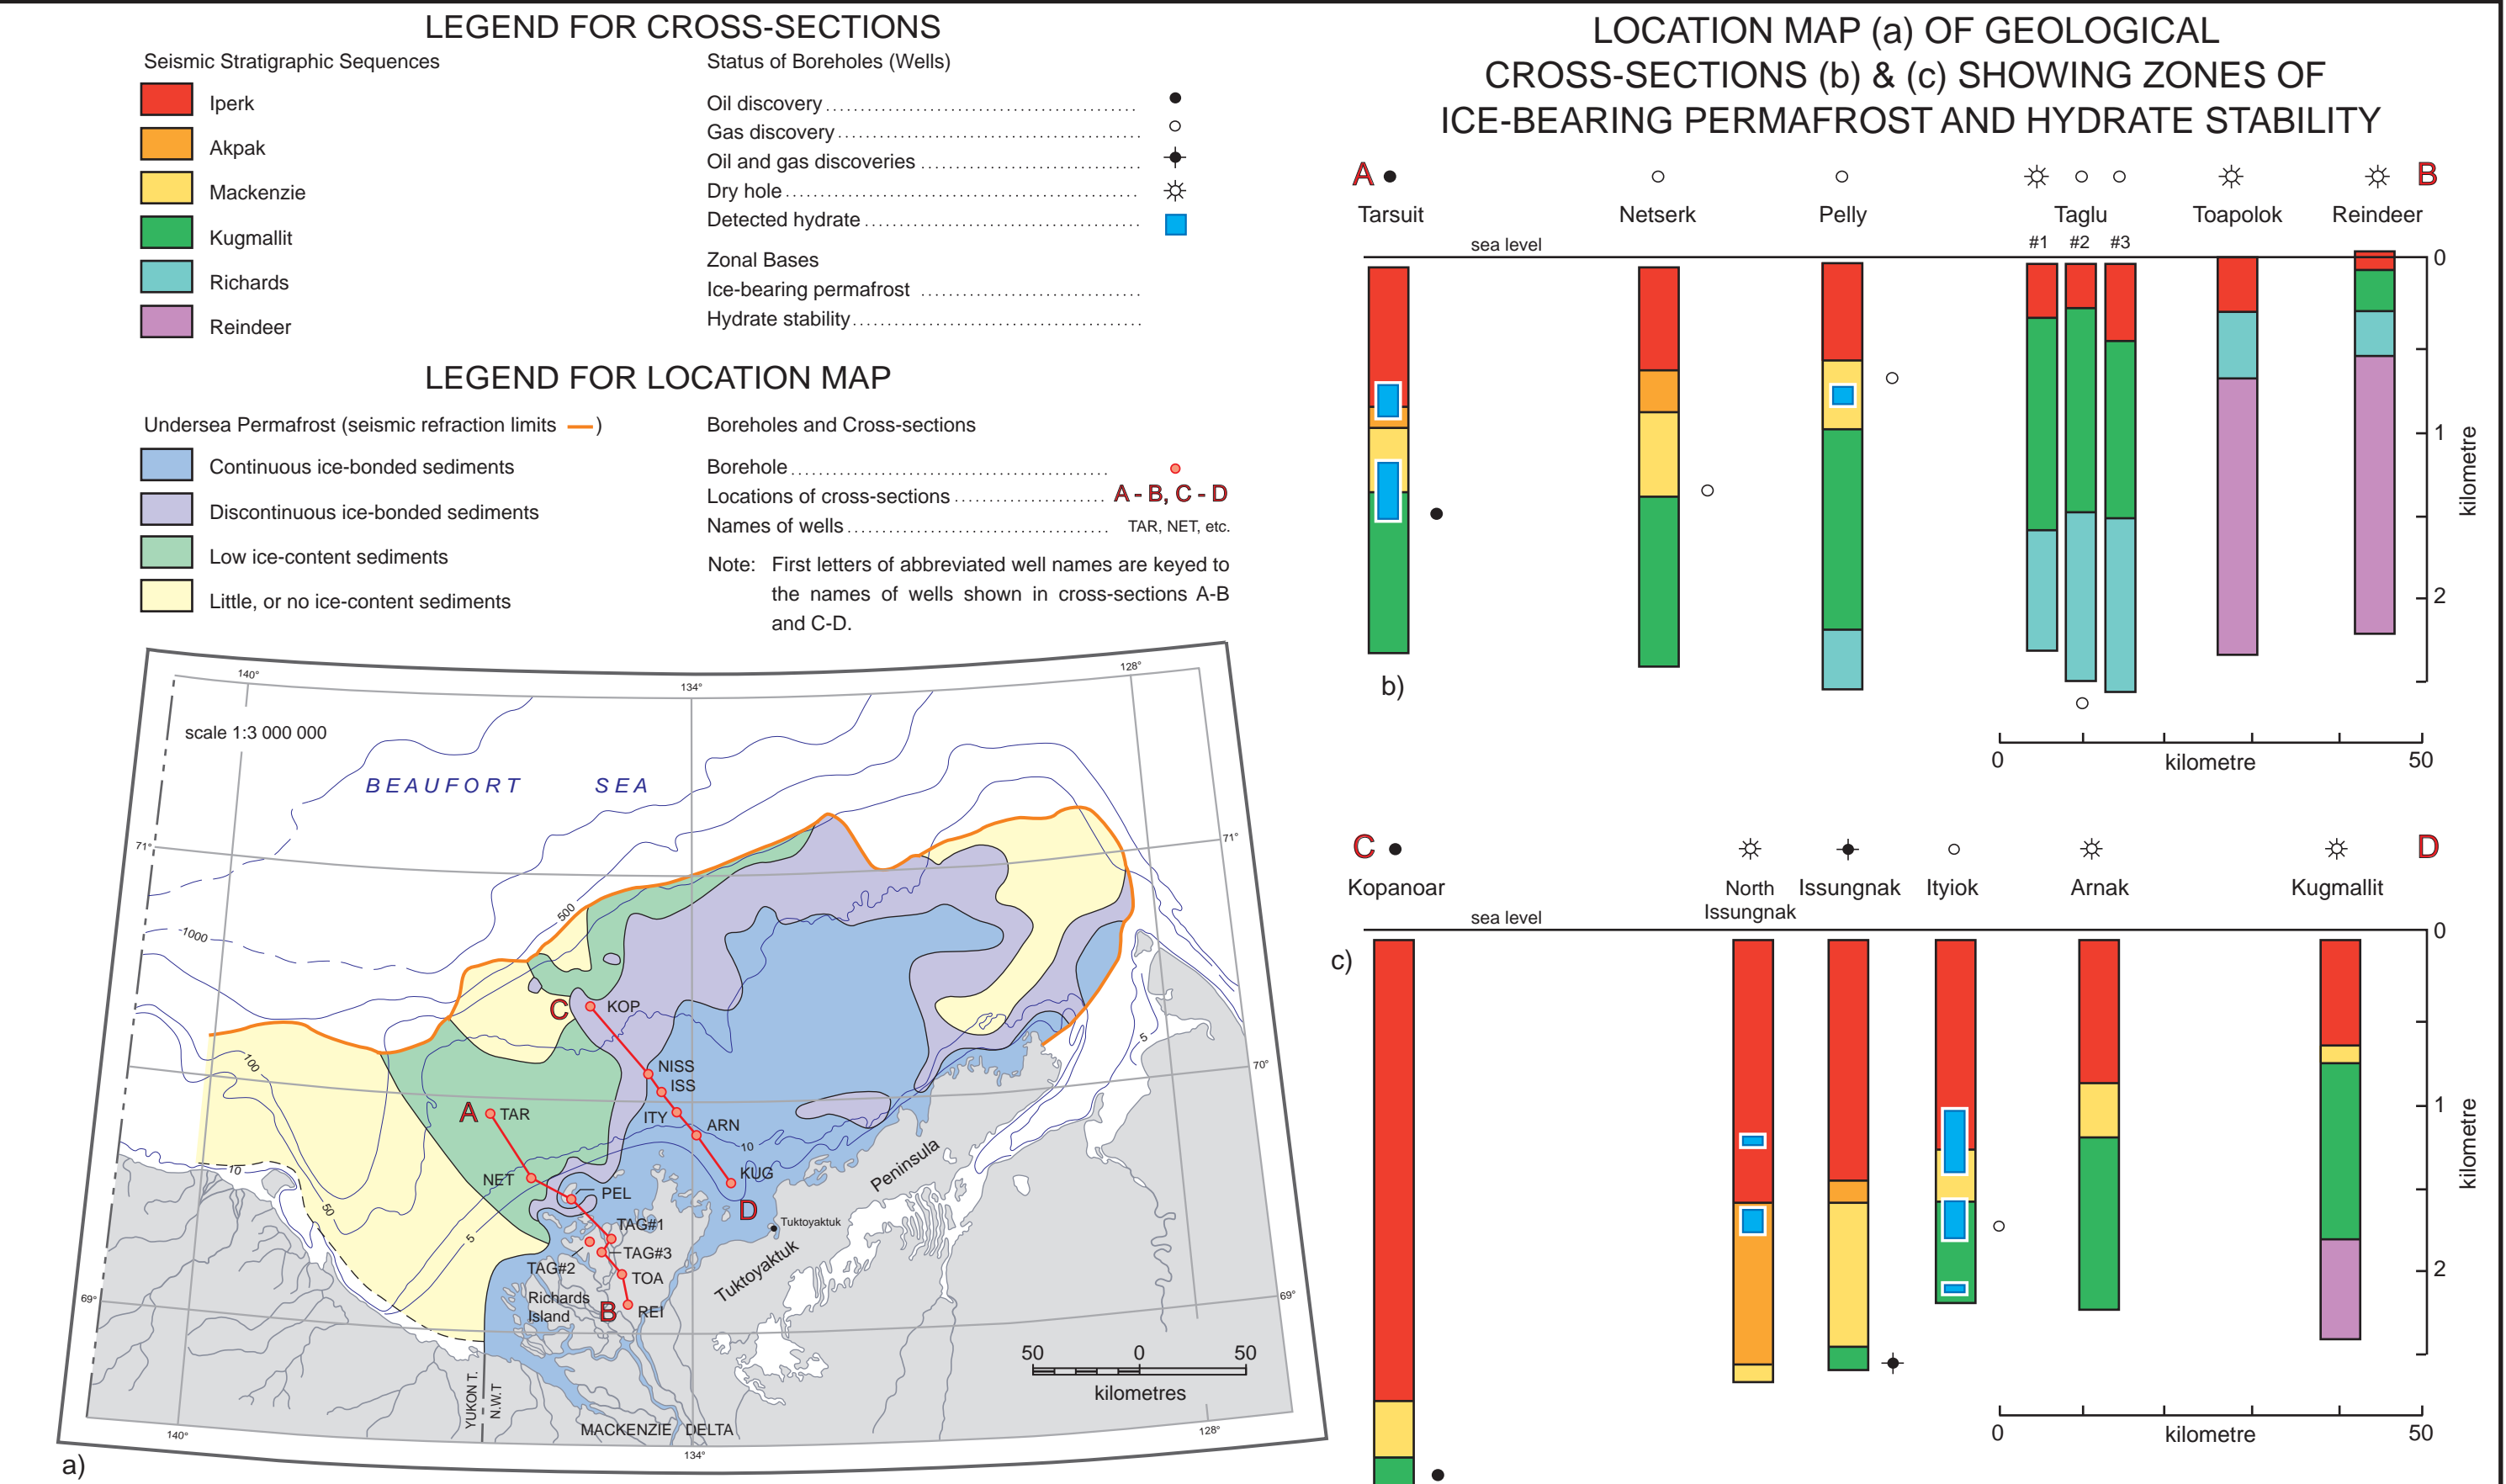 LEGEND FOR CROSS-SECTIONS
Seismic Stratigraphic Sequences
Iperk
Akpak
Mackenzie
Kugmallit
Richards
Reindeer
Status of Boreholes (Wells)
Oil discovery
Gas discovery
Oil and gas discoveries
Dry hole
Detected hydrate
Zonal Bases
Ice-bearing permafrost
Hydrate stability
LEGEND FOR LOCATION MAP
Undersea Permafrost (seismic refraction limits )
Continuous ice-bonded sediments
Discontinuous ice-bonded sediments
Low ice-content sediments
Little, or no ice-content sediments
Boreholes and Cross-sections
Borehole
Locations of cross-sections A - B, C - D
Names of wells TAR, NET, etc.
Note: First letters of abbreviated well names are keyed to
the names of wells shown in cross-sections A-B
and C-D.
140°
134°
128°
scale 1:3 000 000
BEAUFORT SEA
71°
71°
500
1000
C
KOP
100
NISS
70°
ISS
5
A
TAR
ITY
ARN
10
10
NET
PEL
KUG
Peninsula
50
5
D
TAG#1
Tuktoyaktuk
TAG#3
TAG#2
TOA
Tuktoyaktuk
69°
Richards
Island
B
REI
69°
50 0 50
kilometres
YUKON T.
N.W.T
MACKENZIE DELTA
140°
134°
128°
a)
LOCATION MAP (a) OF GEOLOGICAL
CROSS-SECTIONS (b) & (c) SHOWING ZONES OF
ICE-BEARING PERMAFROST AND HYDRATE STABILITY
A
B
Tarsuit
Netserk
Pelly
Taglu
Toapolok
Reindeer
#1 #2 #3
sea level
0
1
2
kilometre
b)
0 kilometre 50
C
D
Kopanoar
North
Issungnak
Issungnak
Ityiok
Arnak
Kugmallit
sea level
0
1
2
kilometre
c)
0 kilometre 50